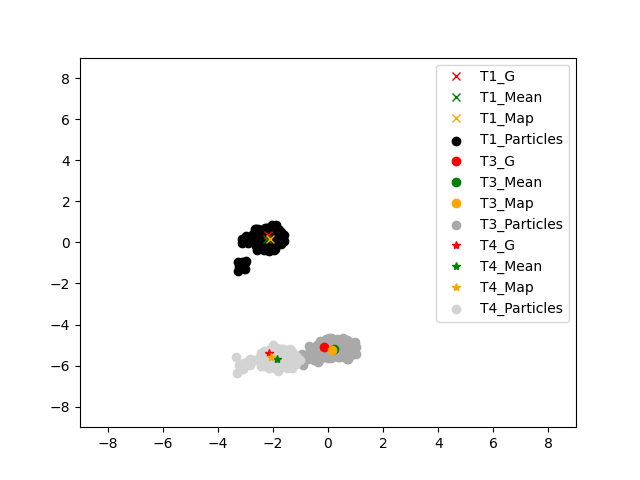 8
6
4
2
0
−2
−4
−6
−8
−8 −6 −4 −2 0 2 4 6 8
T1_G
T1_Mean
T1_Map
T1_Particles
T3_G
T3_Mean
T3_Map
T3_Particles
T4_G
T4_Mean
T4_Map
T4_Particles